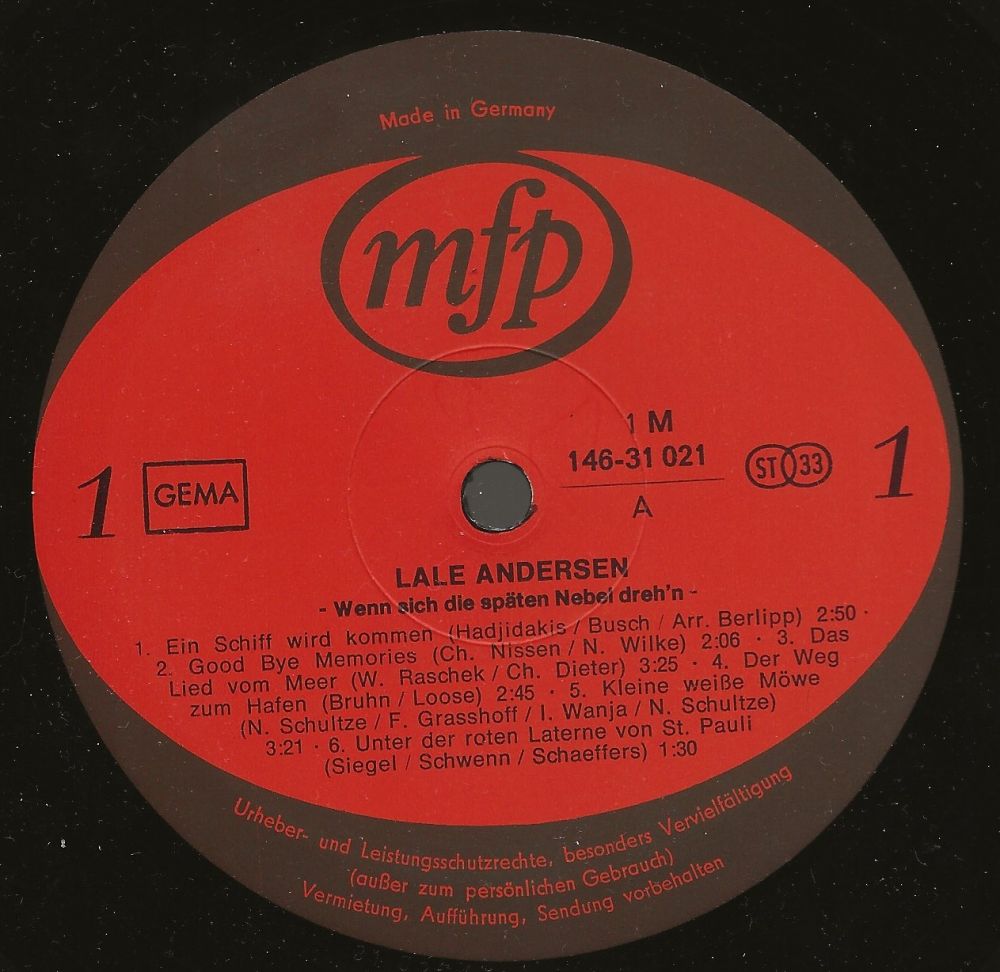 Made in Germany
mfp
1 M
146-31 021
A
ST 33
1
GEMA
1
LALE ANDERSEN
- Wenn sich die späten Nebel dreh'n -
1. Ein Schiff wird kommen (Hadjidakis / Busch / Arr. Berlipp) 2:50 ·
2. Good Bye Memories (Ch. Nissen / N. Wilke) 2:06 · 3. Das
Lied vom Meer (W. Raschek / Ch. Dieter) 3:25 · 4. Der Weg
zum Hafen (Bruhn / Loose) 2:45 · 5. Kleine weiße Möwe
(N. Schultze / F. Grasshoff / I. Wanja / N. Schultze)
3:21 · 6. Unter der roten Laterne von St. Pauli
(Siegel / Schwenn / Schaeffers) 1:30
Urheber- und Leistungsschutzrechte, besonders Vervielfältigung
(außer zum persönlichen Gebrauch)
Vermietung, Aufführung, Sendung vorbehalten